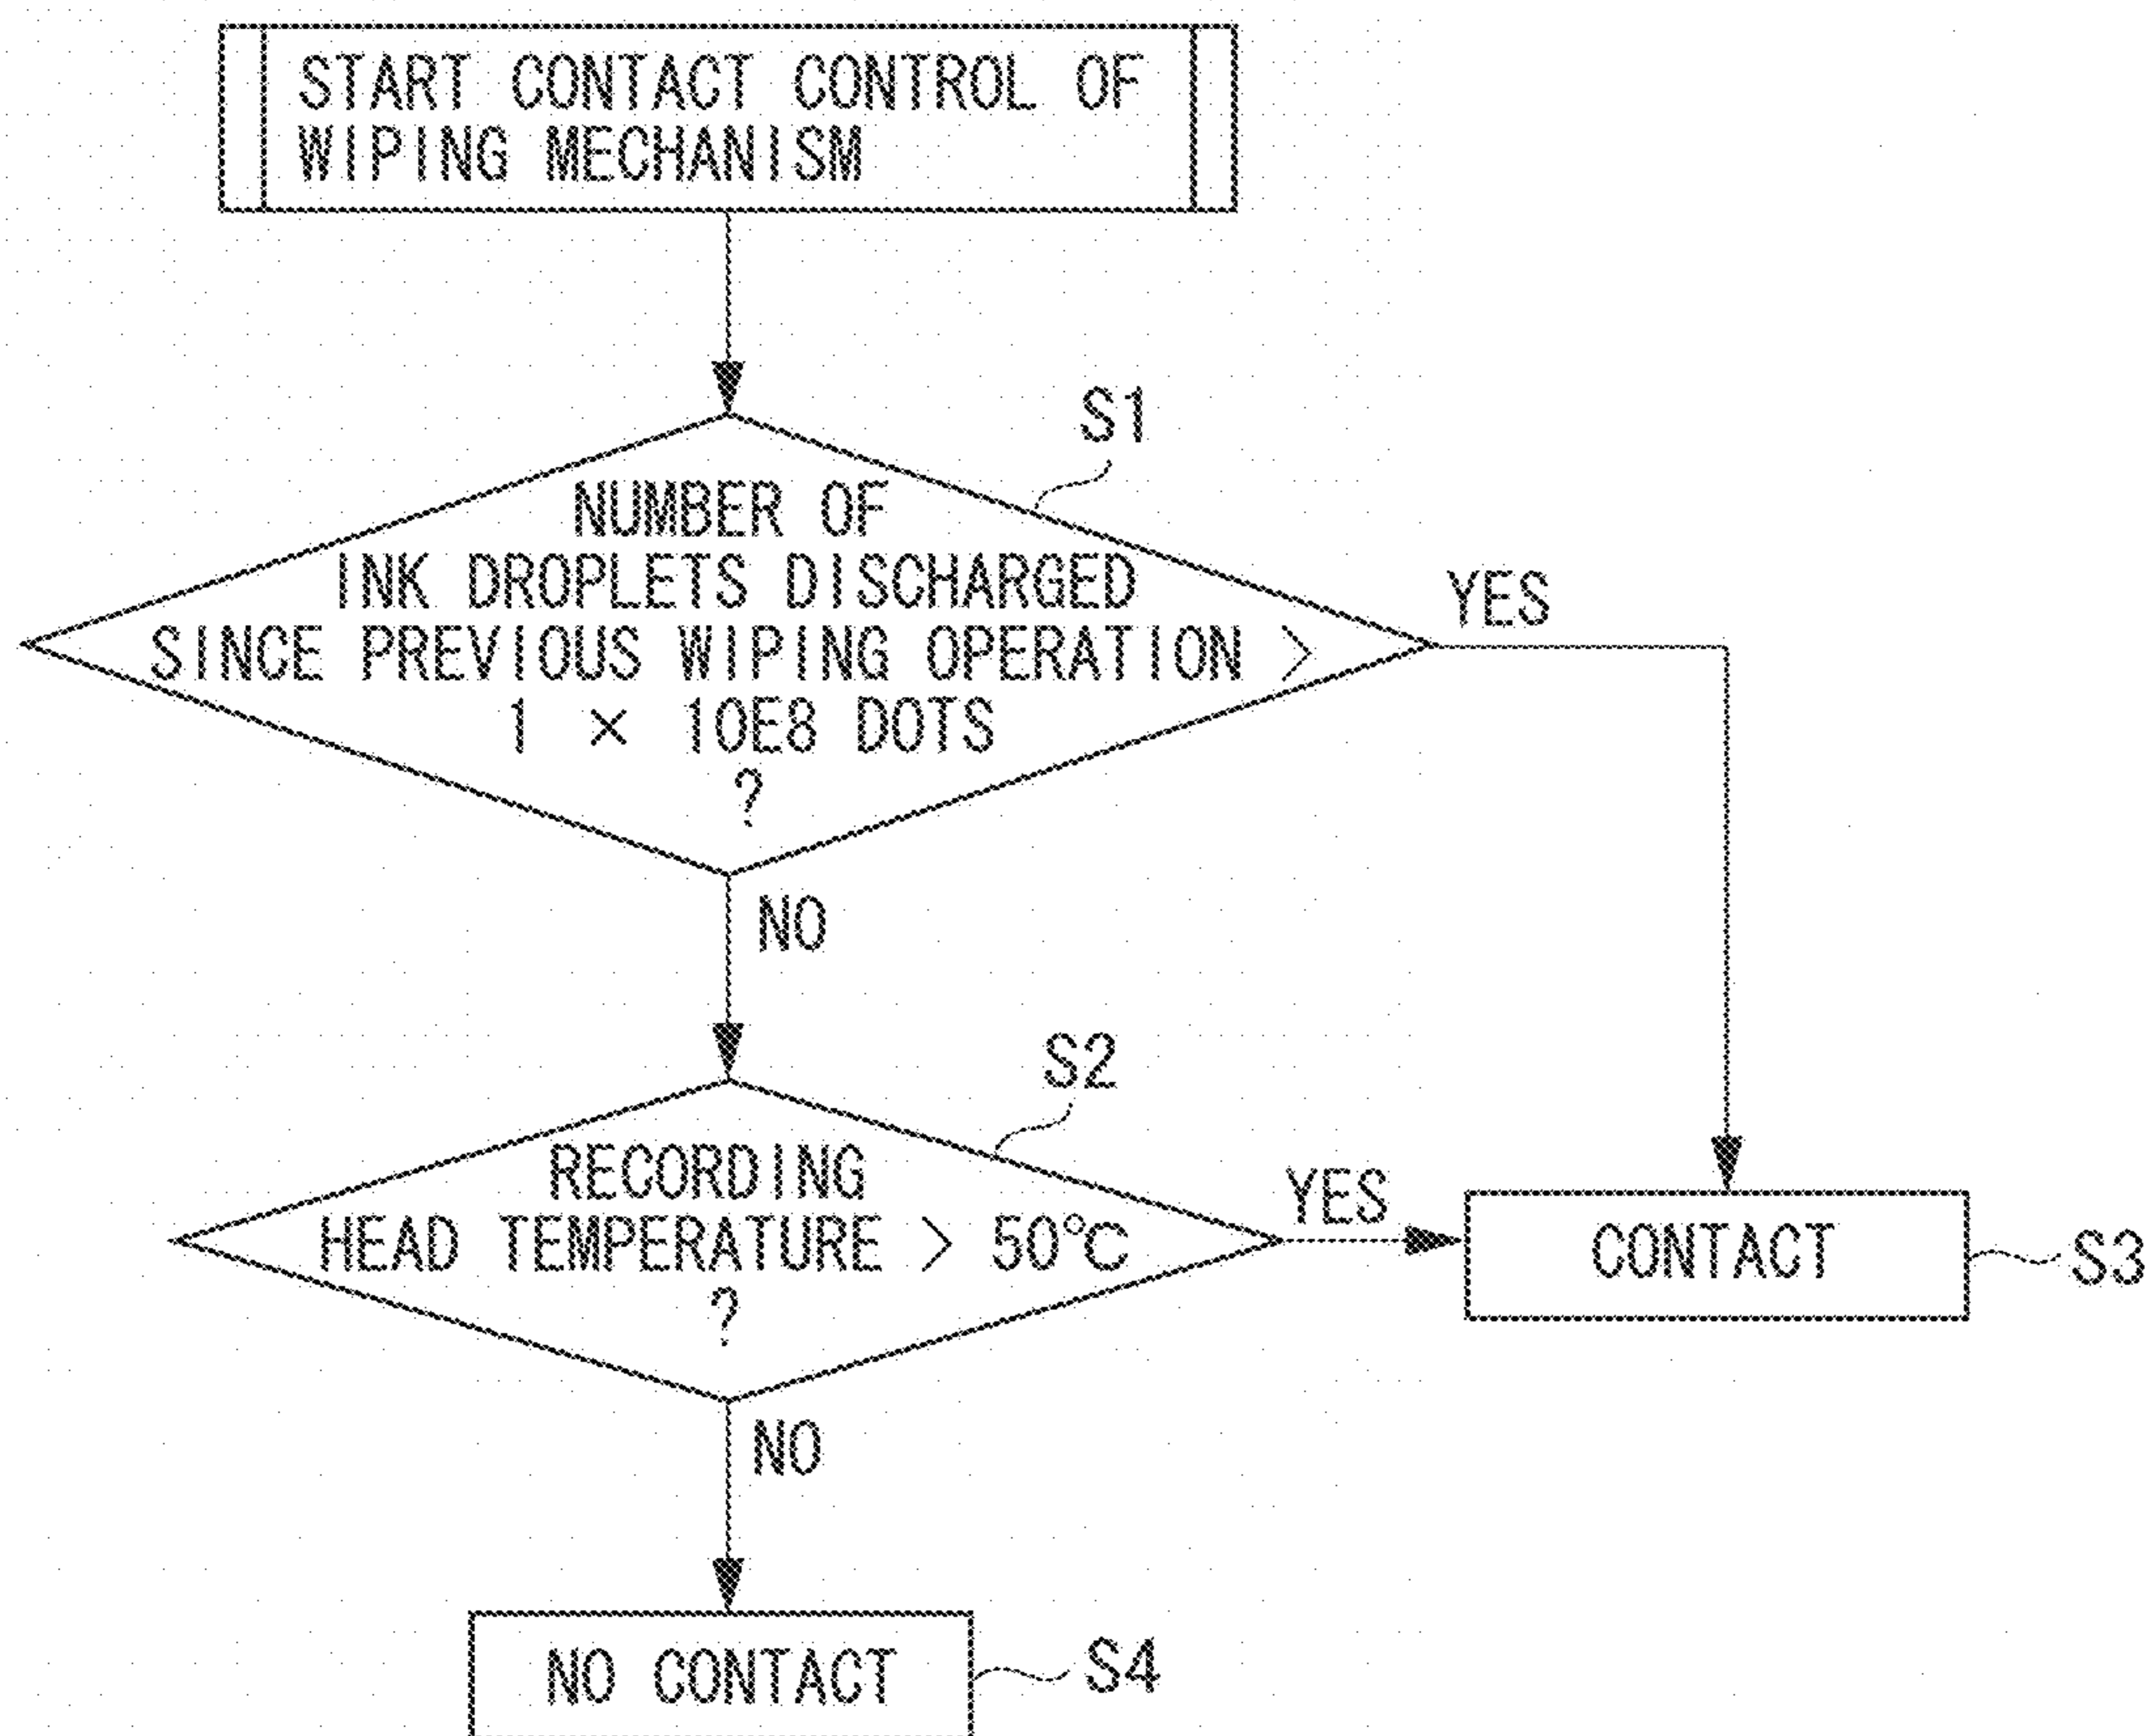 START CONTACT CONTROL OF
WIPING MECHANISM
S1
NUMBER OF
INK DROPLETS DISCHARGED
SINCE PREVIOUS WIPING OPERATION >
1 × 10E8 DOTS
?
YES
NO
S2
RECORDING
HEAD TEMPERATURE > 50°C
?
YES
CONTACT
S3
NO
NO CONTACT
S4